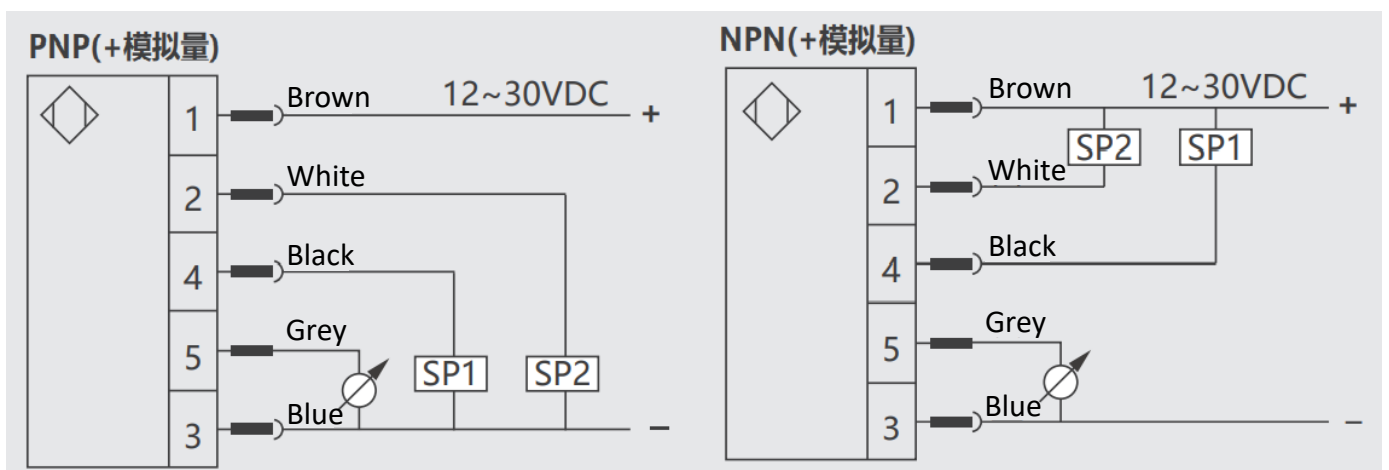 PNP(+模拟量)
1 Brown 12~30VDC +
2 White
4 Black
5 Grey
SP1 SP2
3 Blue −
NPN(+模拟量)
1 Brown 12~30VDC +
SP2 SP1
2 White
4 Black
5 Grey
3 Blue −